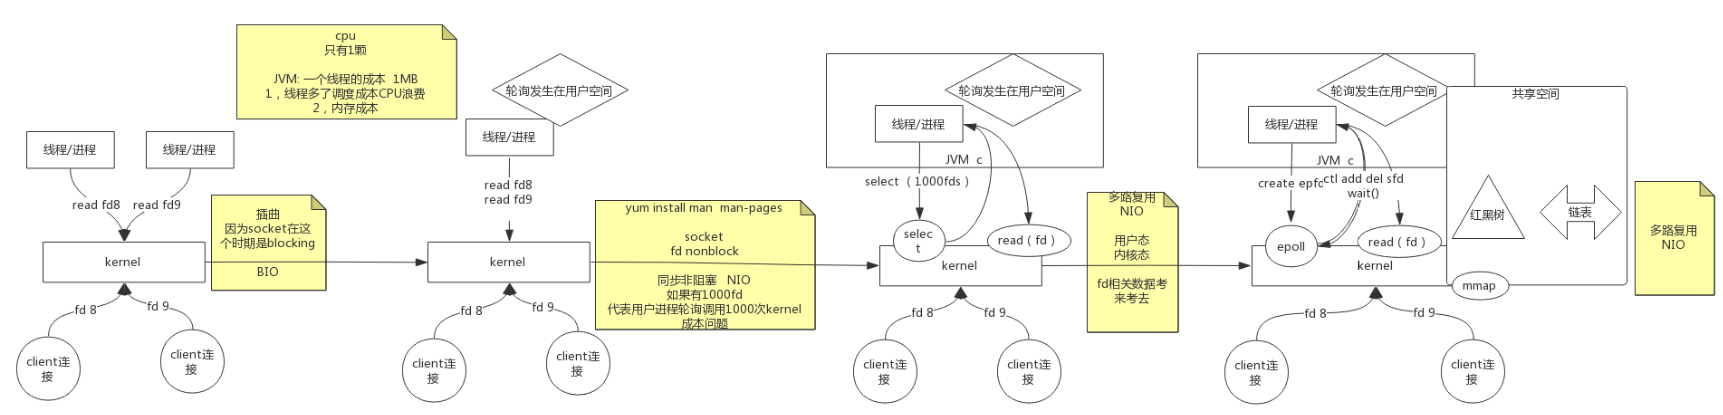 cpu
只有1颗
JVM: 一个线程的成本 1MB
1，线程多了调度成本CPU浪费
2，内存成本
线程/进程
线程/进程
read fd8
read fd9
kernel
fd 8
fd 9
client连
接
client连
接
插曲
因为socket在这
个时期是blocking
BIO
轮询发生在用户空间
线程/进程
read fd8
read fd9
kernel
fd 8
fd 9
client连
接
client连
接
yum install man man-pages
socket
fd nonblock
同步非阻塞 NIO
如果有1000fd
代表用户进程轮询调用1000次kernel
成本问题
轮询发生在用户空间
线程/进程
JVM c
select （1000fds）
selec
t
read（fd）
kernel
fd 8
fd 9
client连
接
client连
接
多路复用
NIO
用户态
内核态
fd相关数据考
来考去
轮询发生在用户空间
线程/进程
JVM c
create epfd
ctl add del sfd
wait()
epoll
read（fd）
kernel
fd 8
fd 9
client连
接
client连
接
共享空间
红黑树
链表
mmap
多路复用
NIO